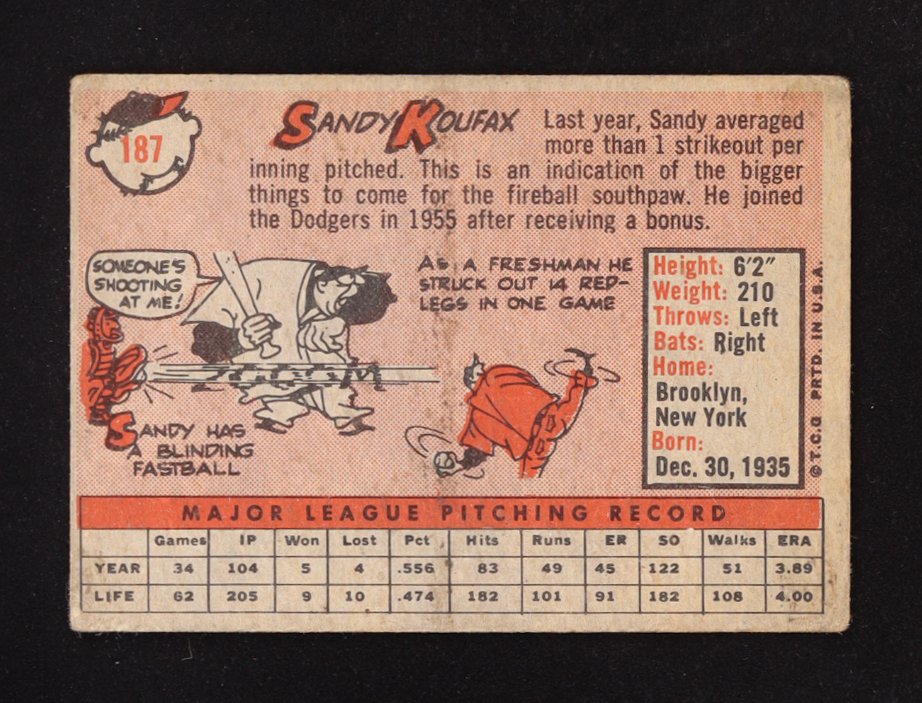 187
SANDY KOUFAX
Last year, Sandy averaged
more than 1 strikeout per
inning pitched. This is an indication of the bigger
things to come for the fireball southpaw. He joined
the Dodgers in 1955 after receiving a bonus.
SOMEONE'S
SHOOTING
AT ME!
SANDY HAS
A BLINDING
FASTBALL
AS A FRESHMAN HE
STRUCK OUT 14 RED-
LEGS IN ONE GAME
Height: 6'2"
Weight: 210
Throws: Left
Bats: Right
Home:
Brooklyn,
New York
Born:
Dec. 30, 1935
© T.C.G. PRTD. IN U.S.A.
MAJOR LEAGUE PITCHING RECORD
Games IP Won Lost Pct Hits Runs ER SO Walks ERA
YEAR 34 104 5 4 .556 83 49 45 122 51 3.89
LIFE 62 205 9 10 .474 182 101 91 182 108 4.00